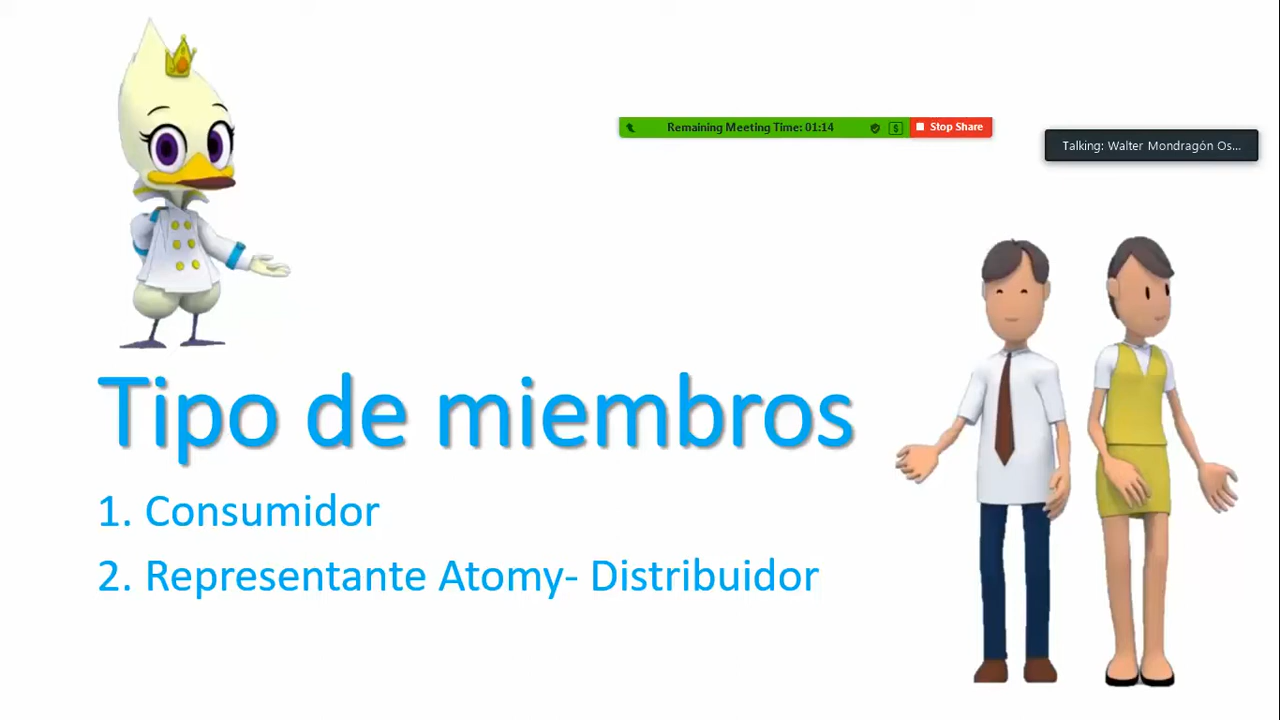 Remaining Meeting Time: 01:14
Stop Share
Talking: Walter Mondragón Os...
Tipo de miembros
1. Consumidor
2. Representante Atomy- Distribuidor